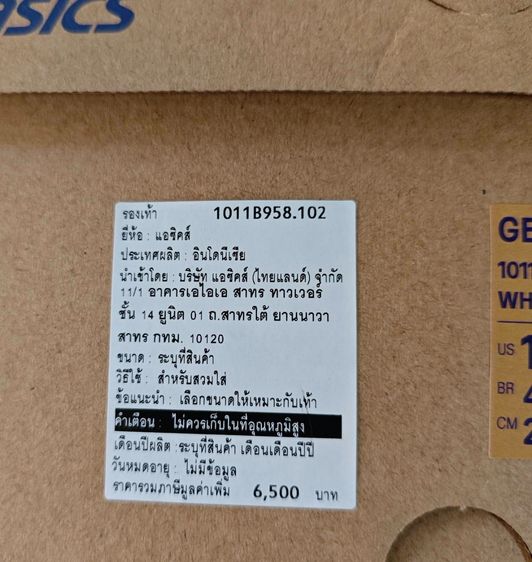 asics
รองเท้า 1011B958.102
ยี่ห้อ : แอซิคส์
ประเทศผลิต : อินโดนีเซีย
นำเข้าโดย : บริษัท แอซิคส์ (ไทยแลนด์) จำกัด
11/1 อาคารเอไอเอ สาทร ทาวเวอร์
ชั้น 14 ยูนิต 01 ถ.สาทรใต้ ยานนาวา
สาทร กทม. 10120
ขนาด : ระบุที่สินค้า
วิธีใช้ : สำหรับสวมใส่
ข้อแนะนำ : เลือกขนาดให้เหมาะกับเท้า
คำเตือน : ไม่ควรเก็บในที่อุณหภูมิสูง
เดือนปีผลิต :ระบุที่สินค้า เดือนเดือนปีปี
วันหมดอายุ : ไม่มีข้อมูล
ราคารวมภาษีมูลค่าเพิ่ม 6,500 บาท
GE
1011
WH
US 1
BR 4
CM 2